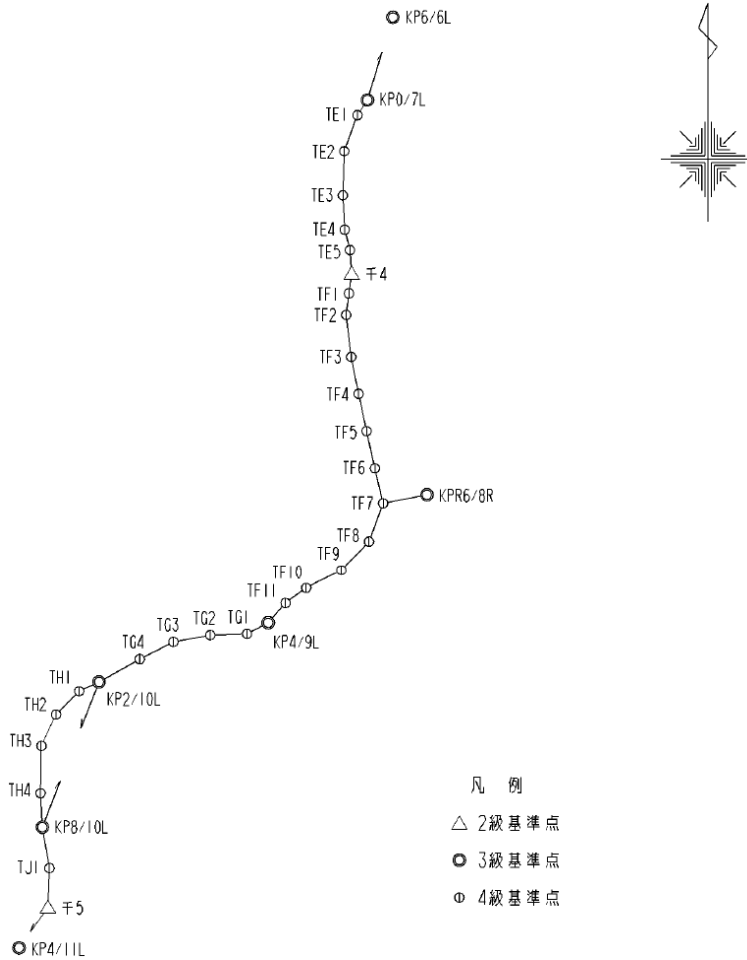 KP6/6L
KP0/7L
TE1
TE2
TE3
TE4
TE5
千4
TF1
TF2
TF3
TF4
TF5
TF6
KPR6/8R
TF7
TF8
TF9
TF10
TF11
TG1
TG2
TG3
KP4/9L
TG4
TH1
KP2/10L
TH2
TH3
凡 例
TH4
2級基準点
KP8/10L
3級基準点
TJ1
4級基準点
千5
KP4/11L